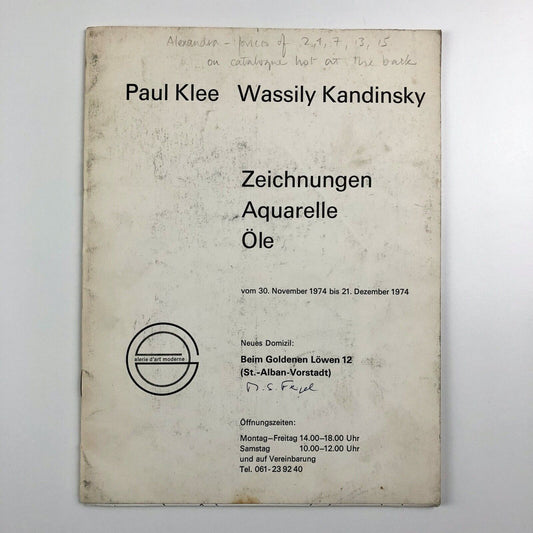 Alexandra - prices of 2, 4, 7, 13, 15
on catalogue not at the back
Paul Klee Wassily Kandinsky
Zeichnungen
Aquarelle
Öle
vom 30. November 1974 bis 21. Dezember 1974
Neues Domizil:
alerie d'art moderne
Beim Goldenen Löwen 12
(St.-Alban-Vorstadt)
M. S.
Öffnungszeiten:
Montag–Freitag 14.00–18.00 Uhr
Samstag 10.00–12.00 Uhr
und auf Vereinbarung
Tel. 061-23 92 40